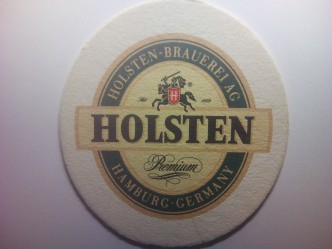 HOLSTEN-BRAUEREI AG
H
HOLSTEN
Premium
HAMBURG-GERMANY